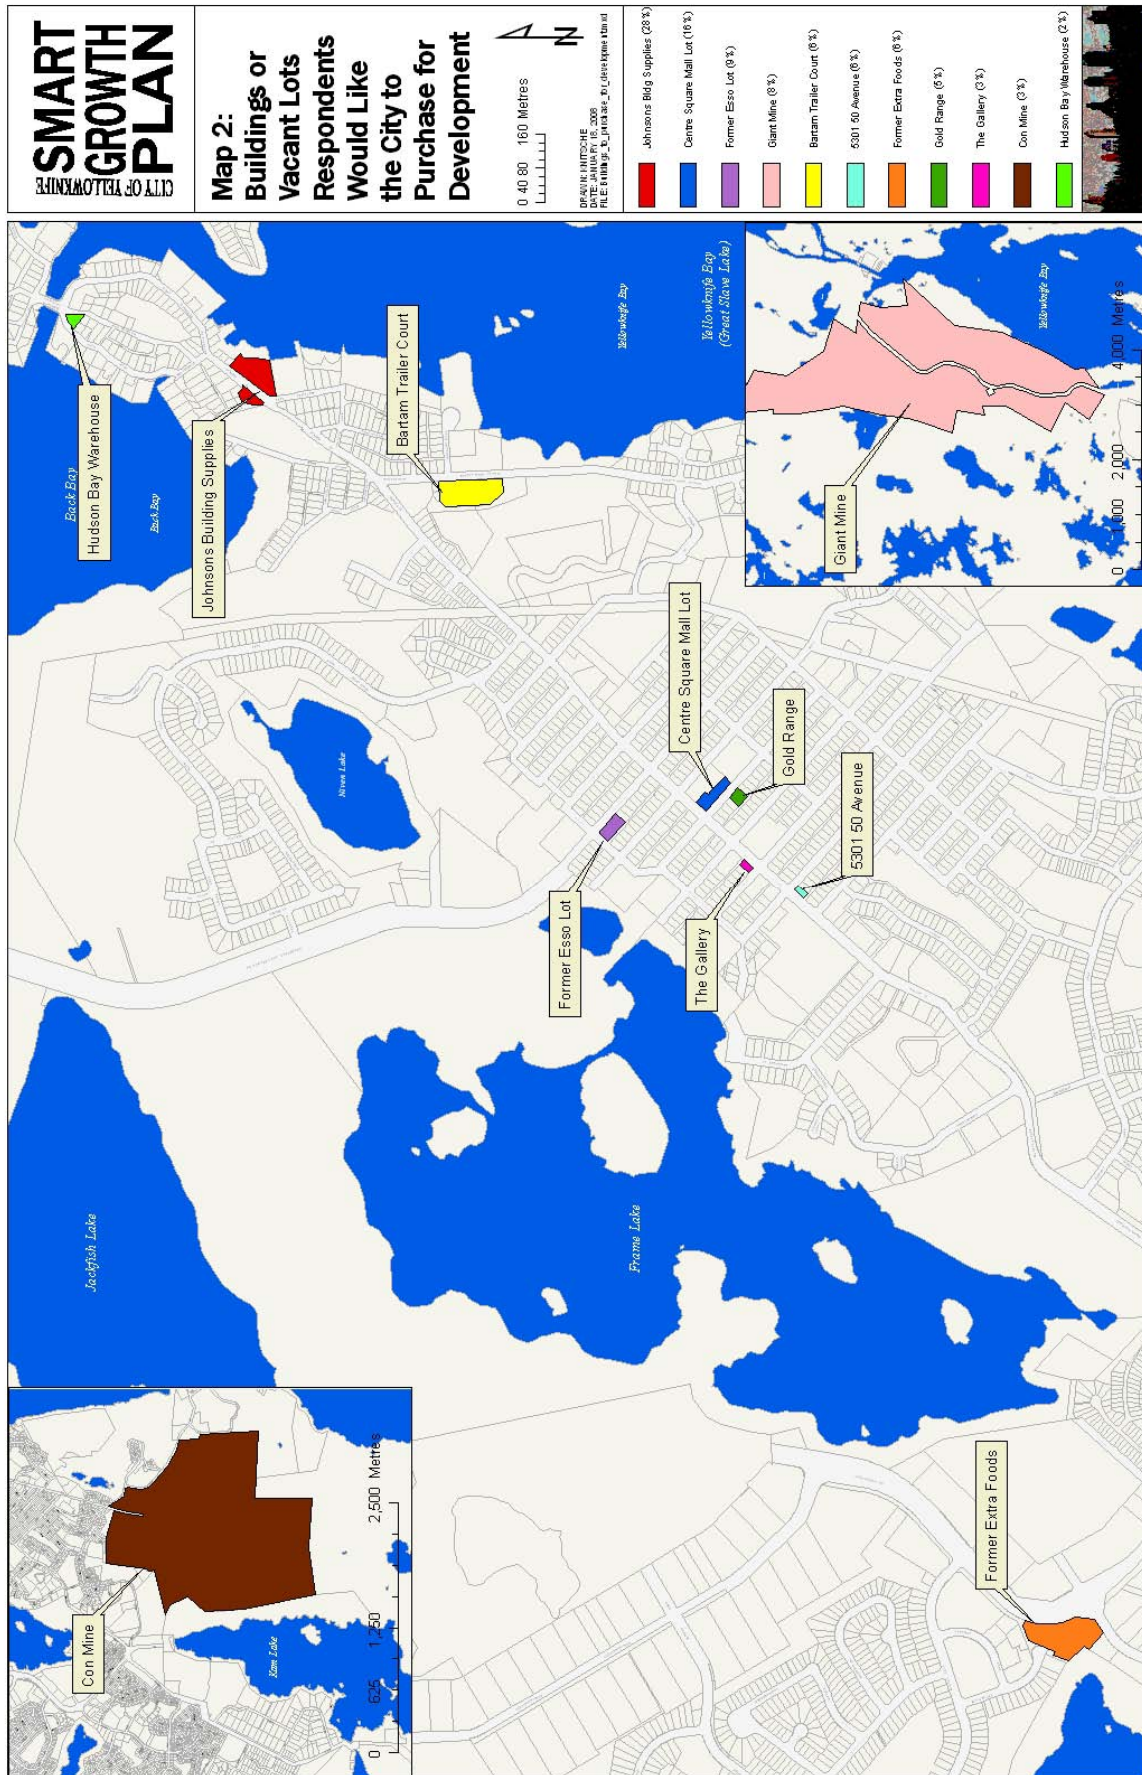 CITY OF YELLOWKNIFE
SMART
GROWTH
PLAN
Map 2:
Buildings or
Vacant Lots
Respondents
Would Like
the City to
Purchase for
Development
N
0 40 80 160 Metres
DRAWN: KNITSCHE
DATE: JANUARY 16, 2008
Johnsons Bldg Supplies (28%)
Centre Square Mall Lot (16%)
Former Esso Lot (9%)
Giant Mine (8%)
Bartam Trailer Court (6%)
5301 50 Avenue (6%)
Former Extra Foods (6%)
Gold Range (5%)
The Gallery (3%)
Con Mine (3%)
Hudson Bay Warehouse (2%)
Back Bay
Back Bay
Hudson Bay Warehouse
Johnsons Building Supplies
Bartam Trailer Court
Yellowknife Bay
Yellowknife Bay
(Great Slave Lake)
Niven Lake
Former Esso Lot
Centre Square Mall Lot
Gold Range
The Gallery
5301 50 Avenue
Jackfish Lake
Frame Lake
Former Extra Foods
Giant Mine
Yellowknife Bay
0 1,000 2,000 4,000 Metres
Con Mine
Kam Lake
0 625 1,250 2,500 Metres